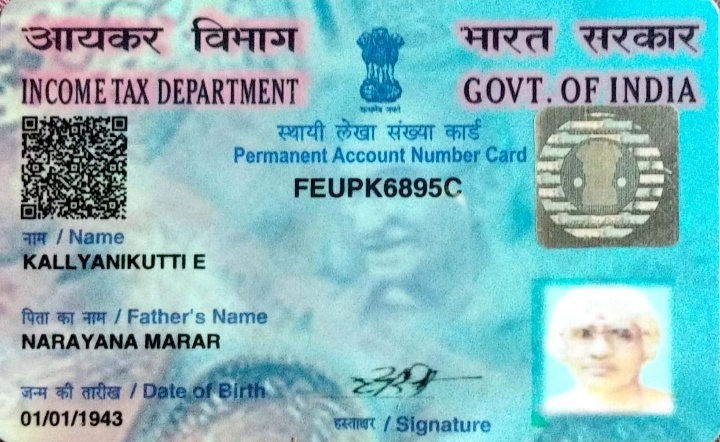 आयकर विभाग
भारत सरकार
INCOME TAX DEPARTMENT
GOVT. OF INDIA
सत्यमेव जयते
स्थायी लेखा संख्या कार्ड
Permanent Account Number Card
FEUPK6895C
नाम / Name
KALLYANIKUTTI E
पिता का नाम / Father's Name
NARAYANA MARAR
जन्म की तारीख / Date of Birth
01/01/1943
हस्ताक्षर / Signature